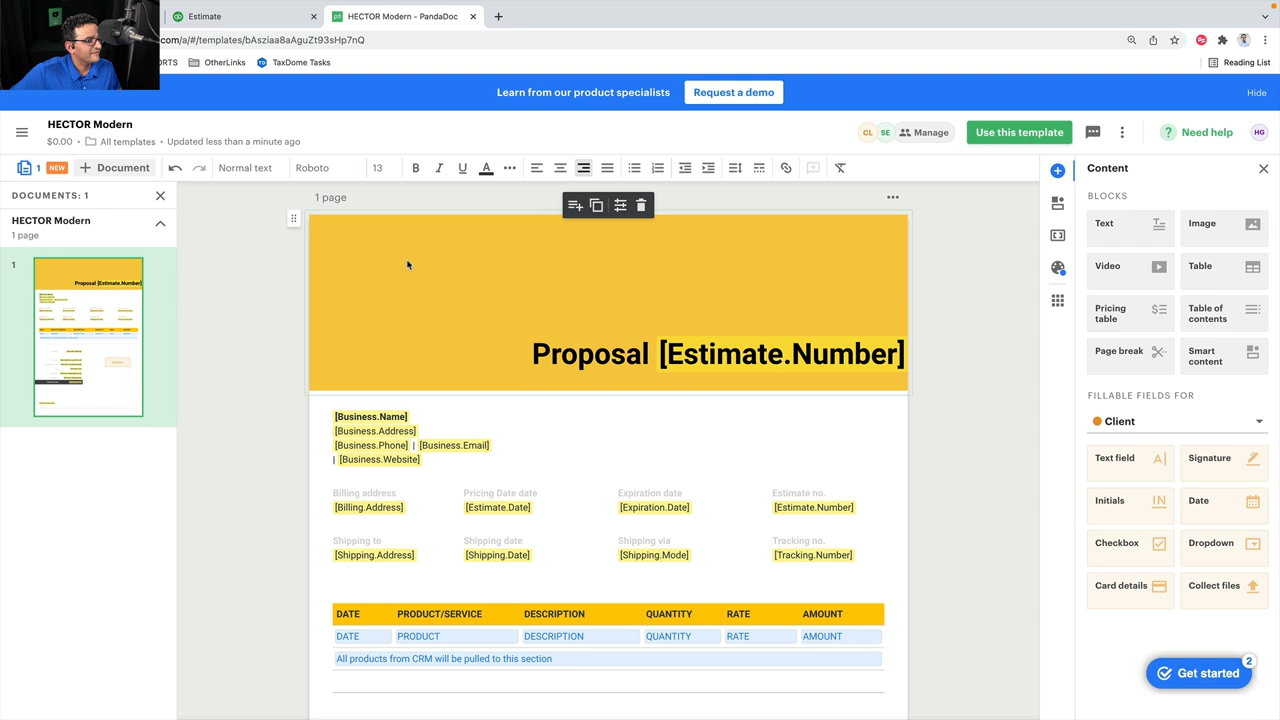 Estimate
HECTOR Modern - PandaDoc
com/a/#/templates/bAsziaa8aAguZt93sHp7nQ
ORTS
OtherLinks
TaxDome Tasks
Reading List
Learn from our product specialists
Request a demo
Hide
HECTOR Modern
$0.00 • All templates • Updated less than a minute ago
CL
SE
Manage
Use this template
Need help
HG
1
NEW
+ Document
Normal text
Roboto
13
B
I
U
A
Content
DOCUMENTS: 1
HECTOR Modern
1 page
1
Proposal [Estimate.Number]
1 page
Proposal [Estimate.Number]
[Business.Name]
[Business.Address]
[Business.Phone] | [Business.Email]
| [Business.Website]
Billing address
Pricing Date date
Expiration date
Estimate no.
[Billing.Address]
[Estimate.Date]
[Expiration.Date]
[Estimate.Number]
Shipping to
Shipping date
Shipping via
Tracking no.
[Shipping.Address]
[Shipping.Date]
[Shipping.Mode]
[Tracking.Number]
DATE PRODUCT/SERVICE DESCRIPTION QUANTITY RATE AMOUNT
DATE PRODUCT DESCRIPTION QUANTITY RATE AMOUNT
All products from CRM will be pulled to this section
BLOCKS
Text
Image
Video
Table
Pricing
table
Table of
contents
Page break
Smart
content
FILLABLE FIELDS FOR
Client
Text field
A
Signature
Initials
IN
Date
Checkbox
Dropdown
Card details
Collect files
Get started
2